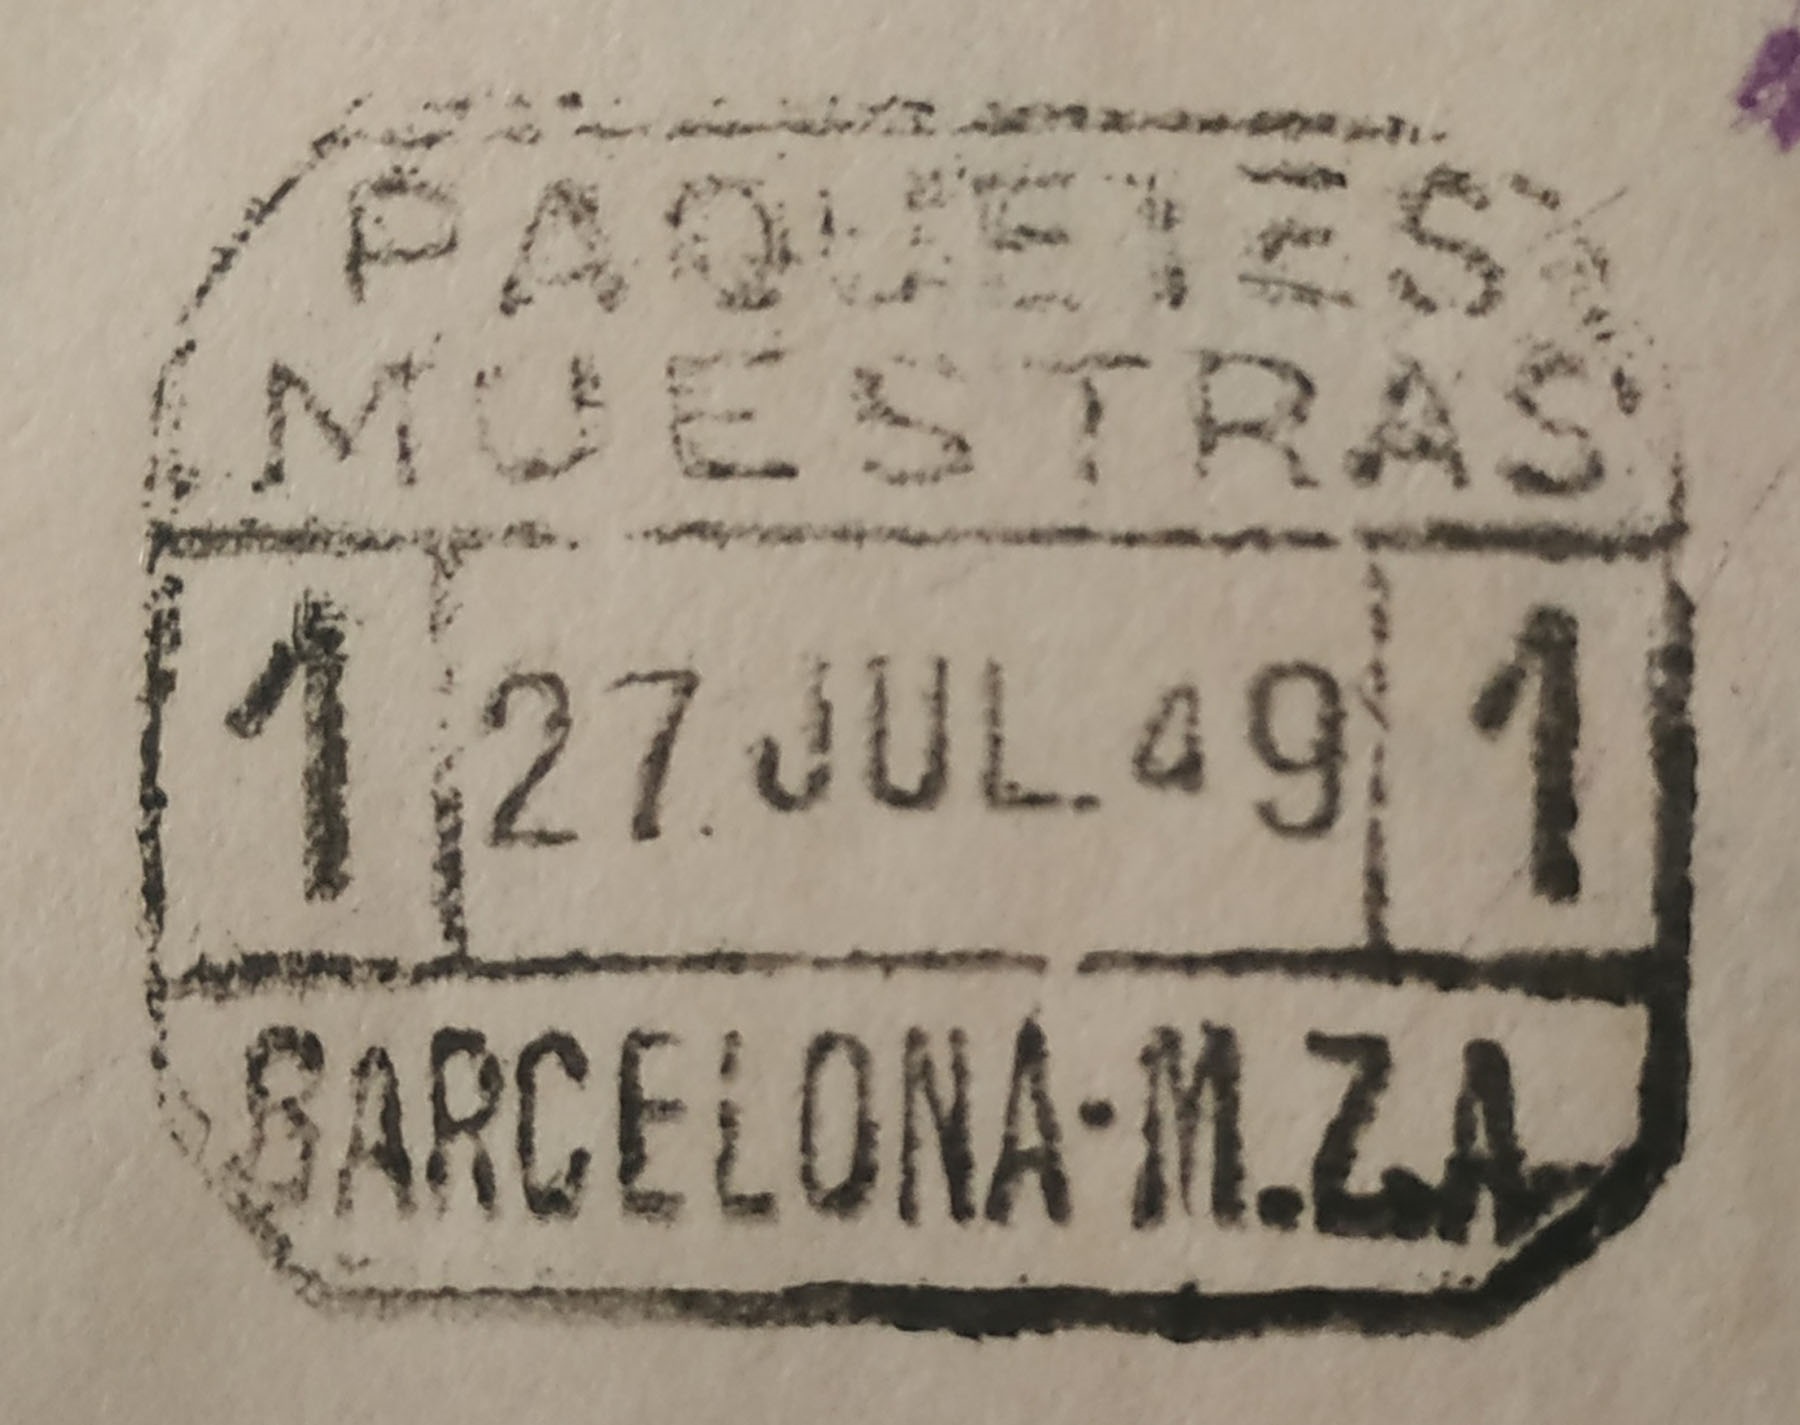 PAQUETES
MUESTRAS
1 27. JUL. 49 1
BARCELONA·M.Z.A